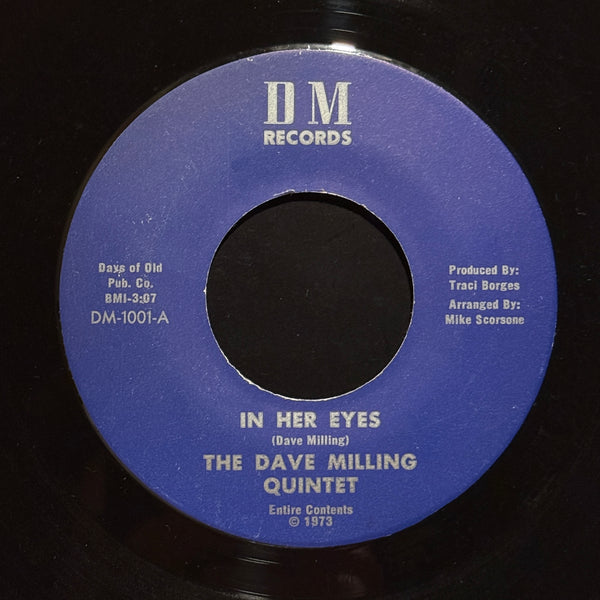 DM
RECORDS
Days of Old
Pub. Co.
BMI-3:07
DM-1001-A
Produced By:
Traci Borges
Arranged By:
Mike Scorsone
IN HER EYES
(Dave Milling)
THE DAVE MILLING
QUINTET
Entire Contents
© 1973